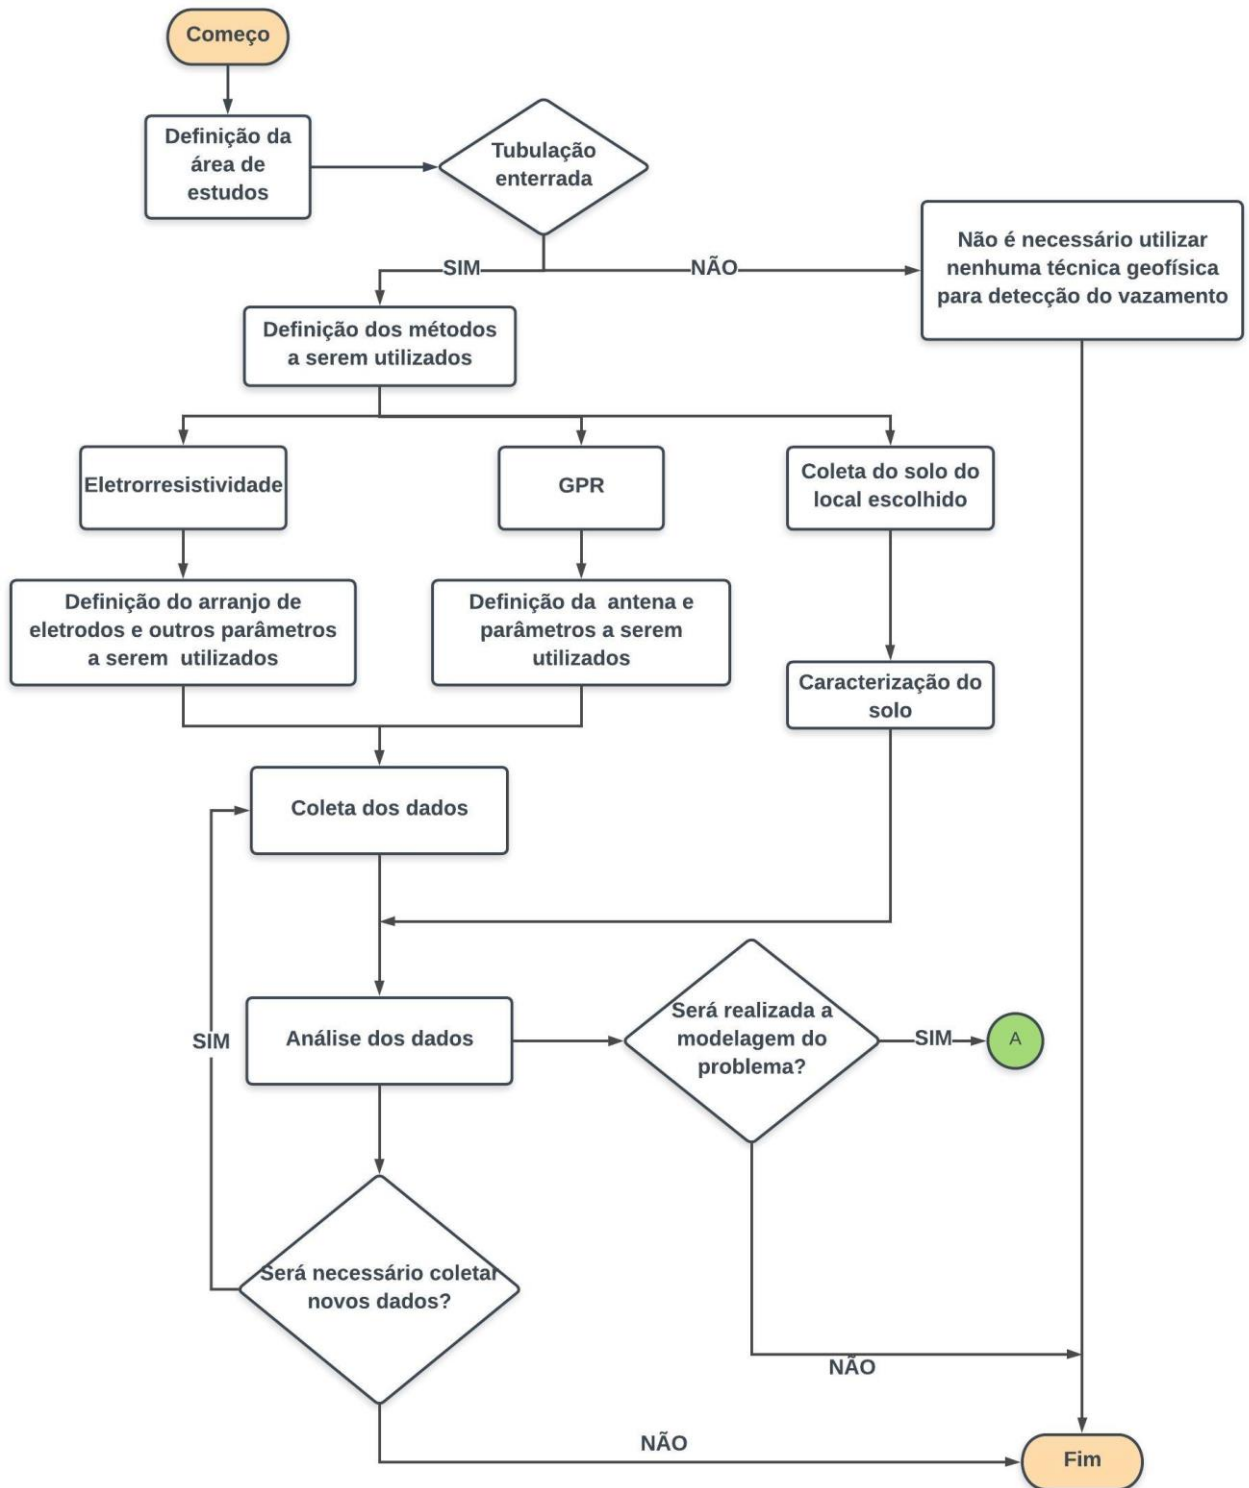 Começo
Definição da
área de
estudos
Tubulação
enterrada
Não é necessário utilizar
nenhuma técnica geofísica
para detecção do vazamento
SIM
NÃO
Definição dos métodos
a serem utilizados
Eletrorresistividade
GPR
Coleta do solo do
local escolhido
Definição do arranjo de
eletrodos e outros parâmetros
a serem utilizados
Definição da antena e
parâmetros a serem
utilizados
Caracterização do
solo
Coleta dos dados
SIM
Análise dos dados
Será realizada a
modelagem do
problema?
SIM
A
Será necessário coletar
novos dados?
NÃO
NÃO
Fim